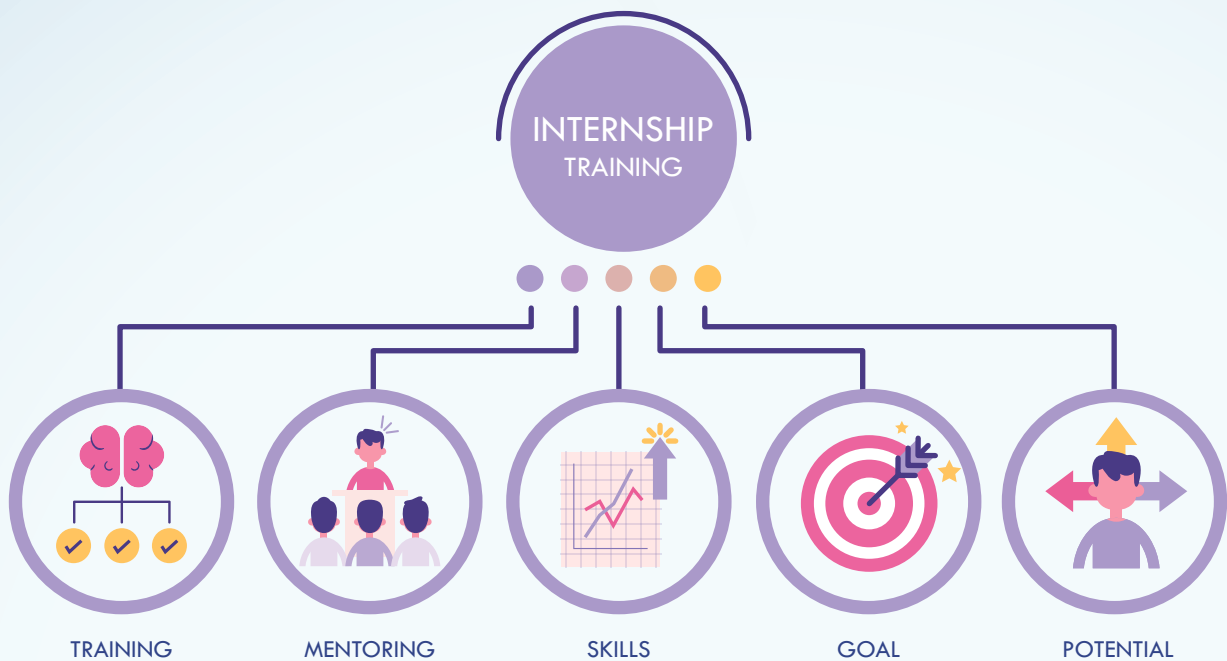 INTERNSHIP
TRAINING
TRAINING
MENTORING
SKILLS
GOAL
POTENTIAL